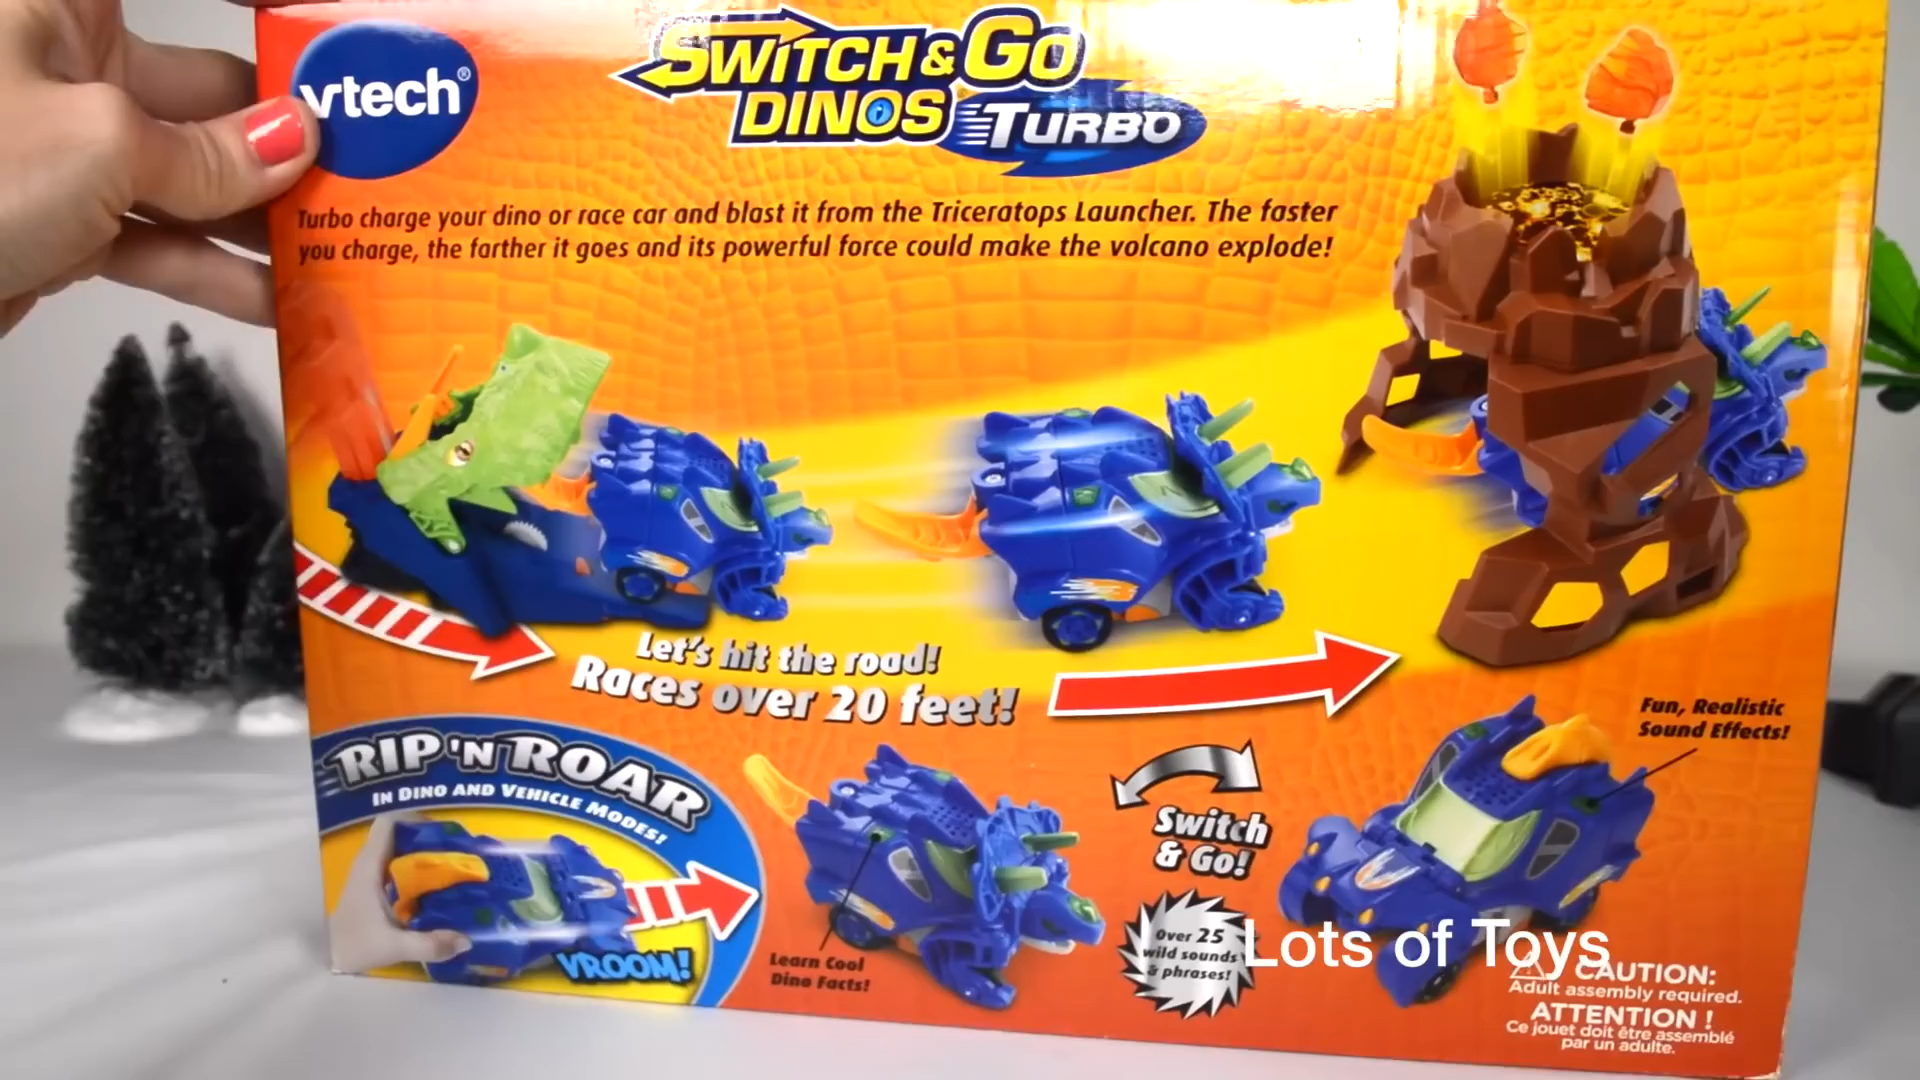 vtech®
SWITCH & GO
DINOS TURBO
Turbo charge your dino or race car and blast it from the Triceratops Launcher. The faster
you charge, the farther it goes and its powerful force could make the volcano explode!
Let's hit the road!
Races over 20 feet!
Fun, Realistic
Sound Effects!
RIP 'N ROAR
IN DINO AND VEHICLE MODES!
VROOM!
Learn Cool
Dino Facts!
Switch
& Go!
Over 25
wild sounds
& phrases!
Lots of Toys
CAUTION:
Adult assembly required.
ATTENTION !
Ce jouet doit être assemblé
par un adulte.